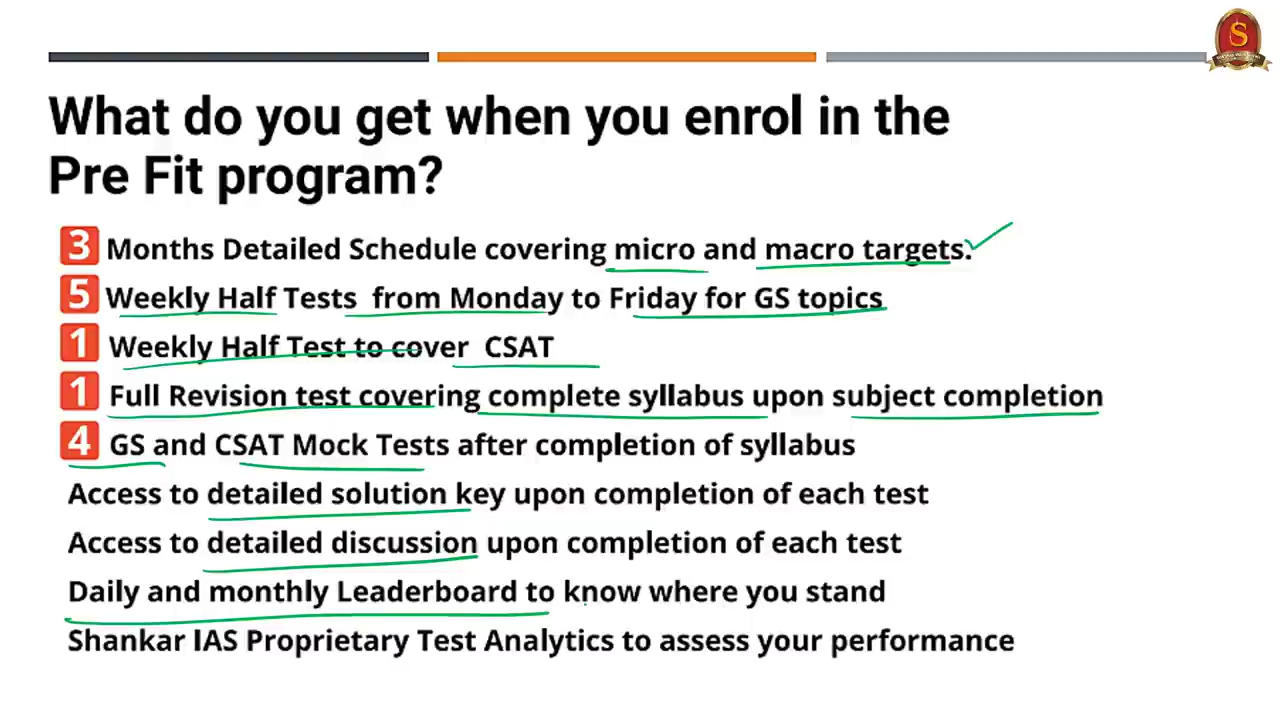 S
What do you get when you enrol in the
Pre Fit program?
3 Months Detailed Schedule covering micro and macro targets.
5 Weekly Half Tests from Monday to Friday for GS topics
1 Weekly Half Test to cover CSAT
1 Full Revision test covering complete syllabus upon subject completion
4 GS and CSAT Mock Tests after completion of syllabus
Access to detailed solution key upon completion of each test
Access to detailed discussion upon completion of each test
Daily and monthly Leaderboard to know where you stand
Shankar IAS Proprietary Test Analytics to assess your performance